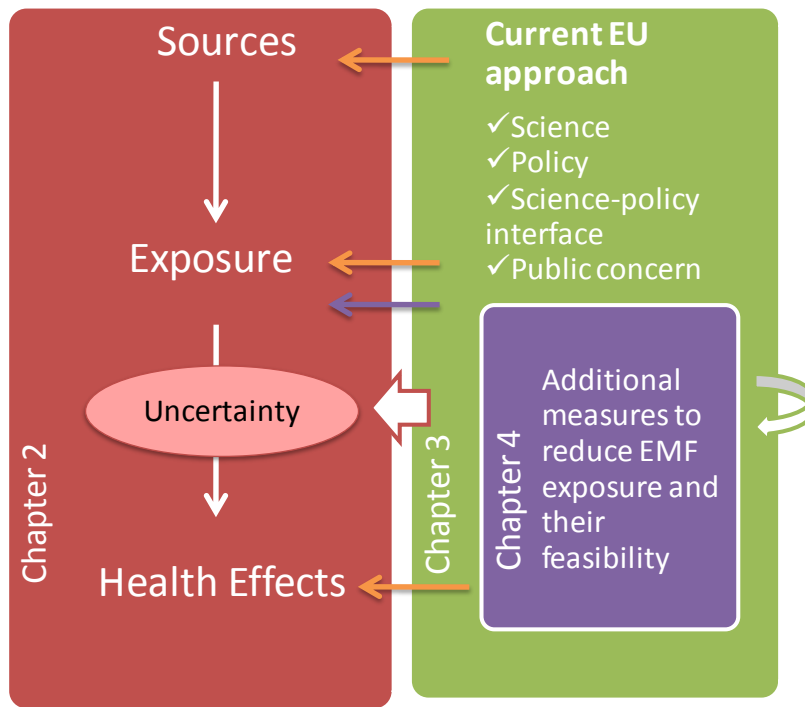 Sources
Exposure
Uncertainty
Health Effects
Chapter 2
Current EU
approach
✓Science
✓Policy
✓Science-policy
interface
✓Public concern
Chapter 3
Chapter 4
Additional
measures to
reduce EMF
exposure and
their
feasibility